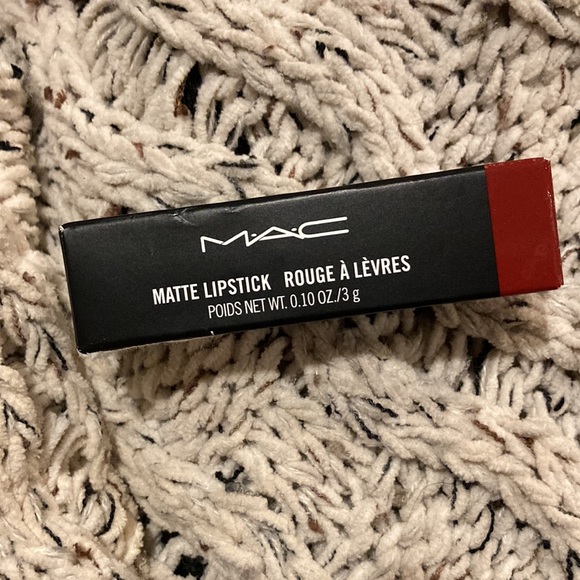 M·A·C
MATTE LIPSTICK ROUGE À LÈVRES
POIDS NET WT. 0.10 OZ./3 g